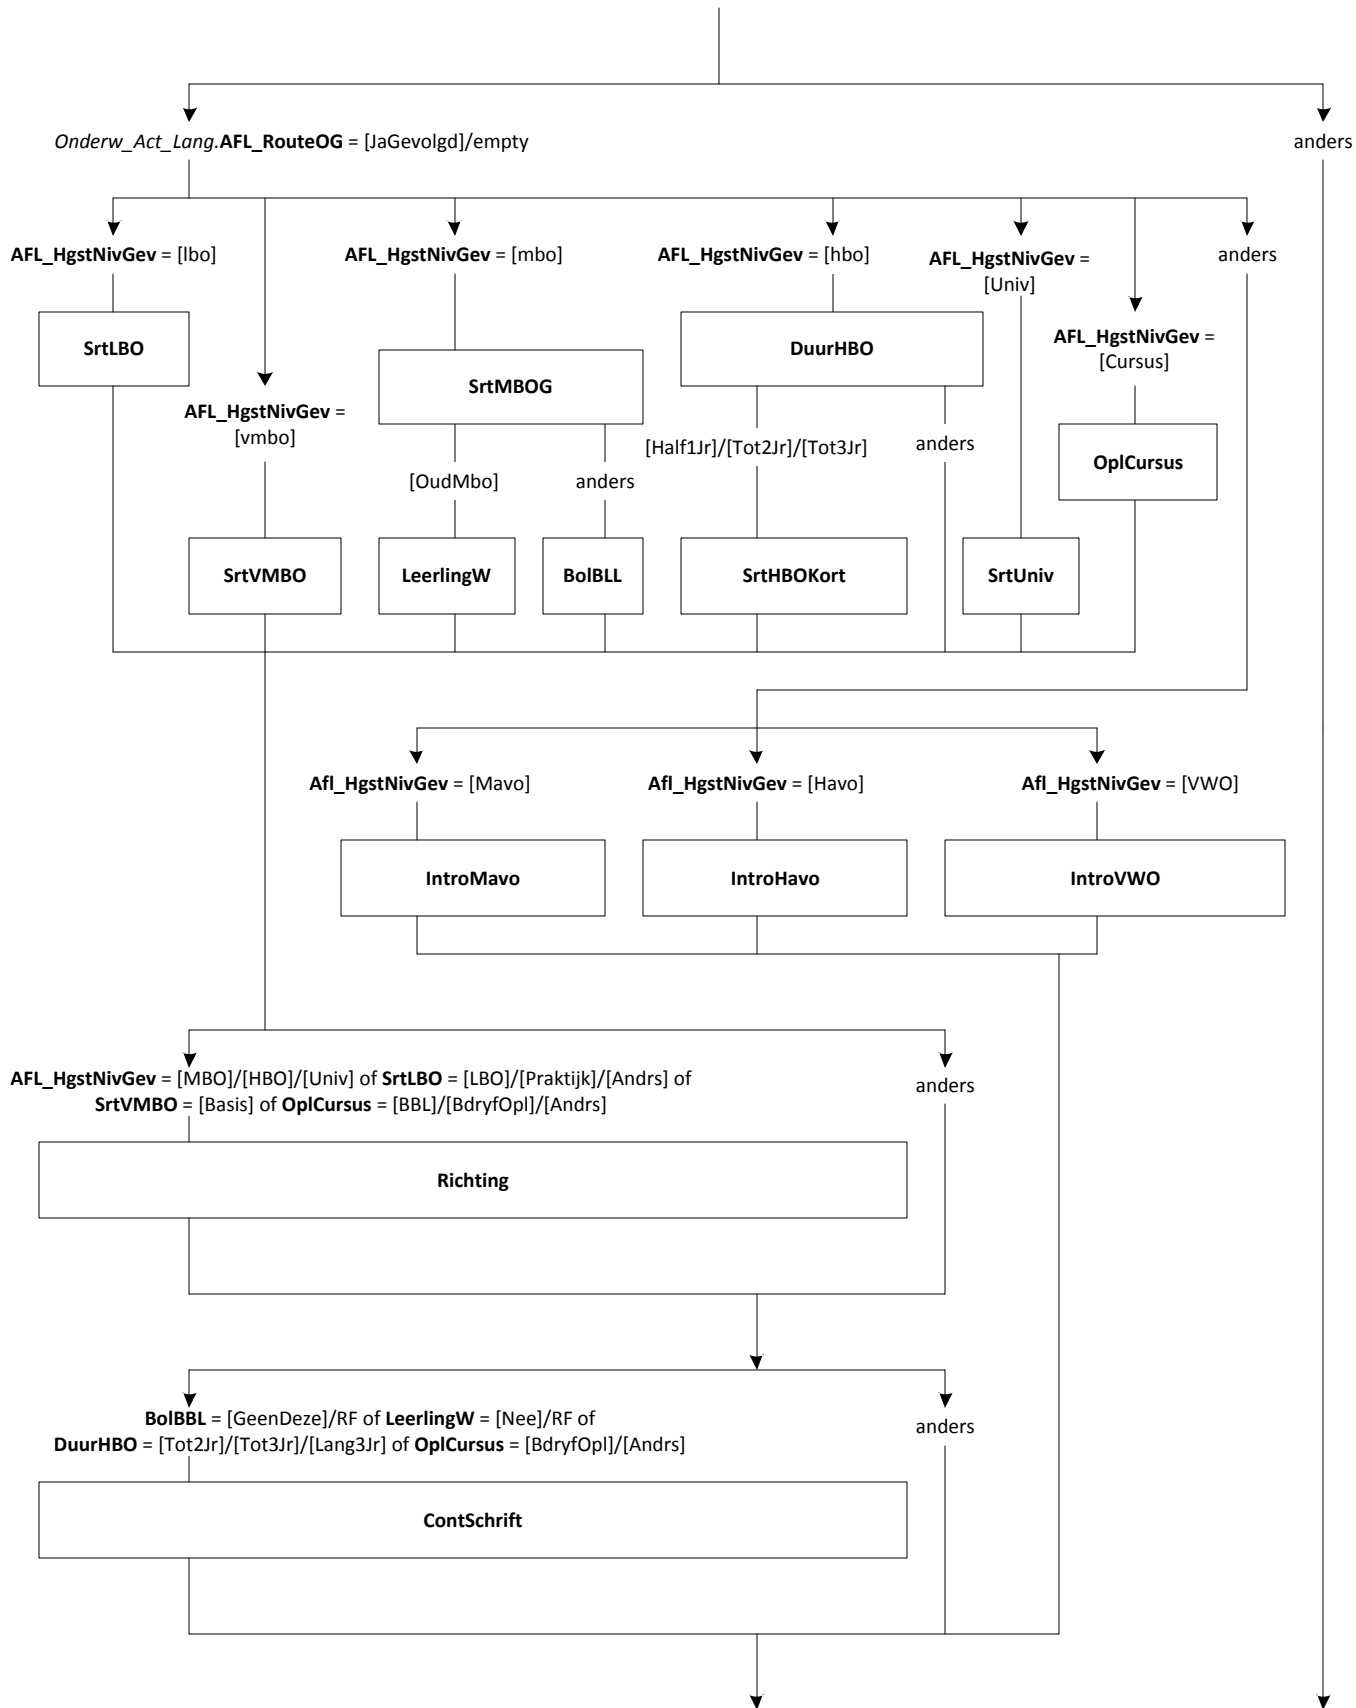 Onderw_Act_Lang.AFL_RouteOG = [JaGevolgd]/empty
anders
AFL_HgstNivGev = [lbo]
AFL_HgstNivGev = [mbo]
AFL_HgstNivGev = [hbo]
AFL_HgstNivGev =
[Univ]
anders
SrtLBO
DuurHBO
AFL_HgstNivGev =
[Cursus]
SrtMBOG
AFL_HgstNivGev =
[vmbo]
[Half1Jr]/[Tot2Jr]/[Tot3Jr]
anders
OplCursus
[OudMbo]
anders
SrtVMBO
LeerlingW
BolBLL
SrtHBOKort
SrtUniv
Afl_HgstNivGev = [Mavo]
Afl_HgstNivGev = [Havo]
Afl_HgstNivGev = [VWO]
IntroMavo
IntroHavo
IntroVWO
AFL_HgstNivGev = [MBO]/[HBO]/[Univ] of SrtLBO = [LBO]/[Praktijk]/[Andrs] of
SrtVMBO = [Basis] of OplCursus = [BBL]/[BdryfOpl]/[Andrs]
anders
Richting
BolBBL = [GeenDeze]/RF of LeerlingW = [Nee]/RF of
DuurHBO = [Tot2Jr]/[Tot3Jr]/[Lang3Jr] of OplCursus = [BdryfOpl]/[Andrs]
anders
ContSchrift